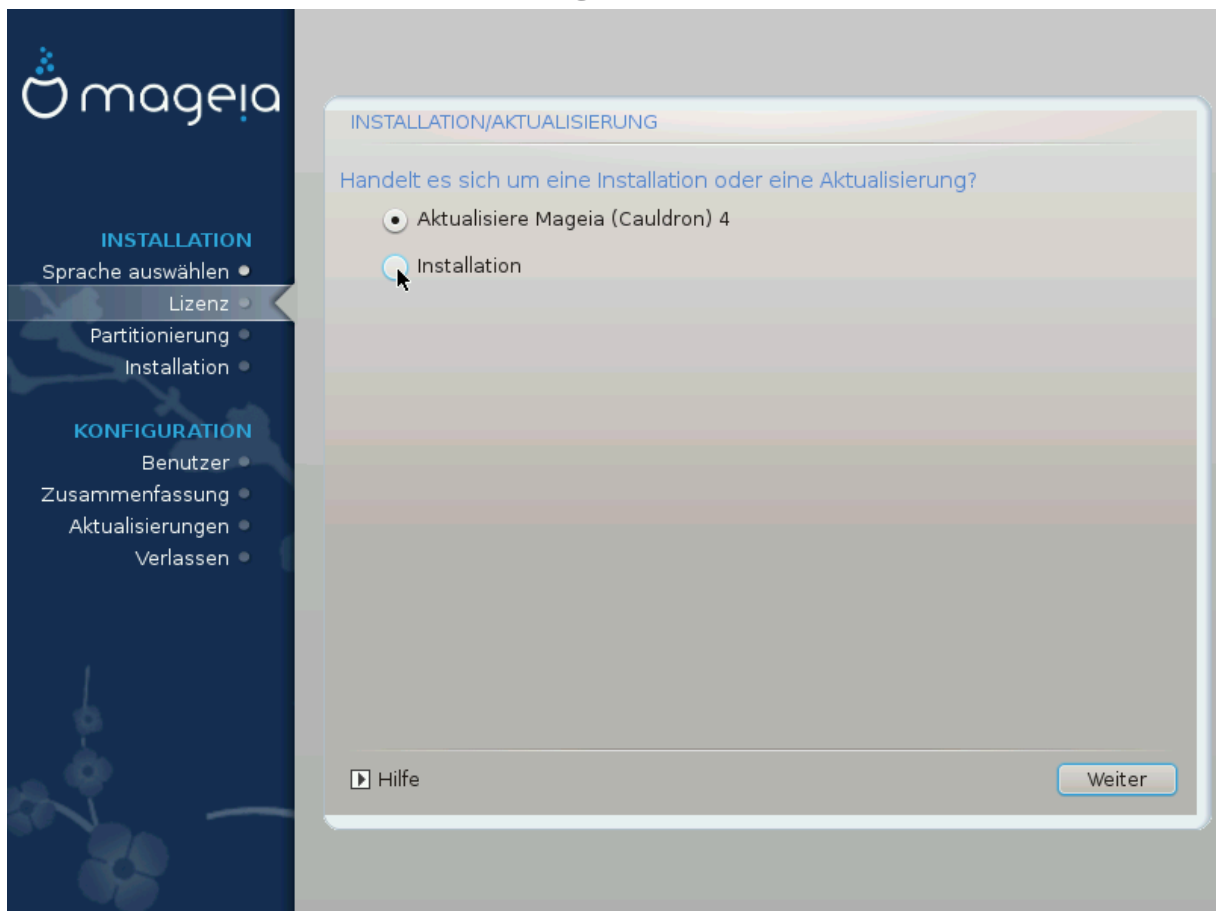 mageia
INSTALLATION
Sprache auswählen
Lizenz
Partitionierung
Installation
KONFIGURATION
Benutzer
Zusammenfassung
Aktualisierungen
Verlassen
INSTALLATION/AKTUALISIERUNG
Handelt es sich um eine Installation oder eine Aktualisierung?
Aktualisiere Mageia (Cauldron) 4
Installation
Hilfe
Weiter